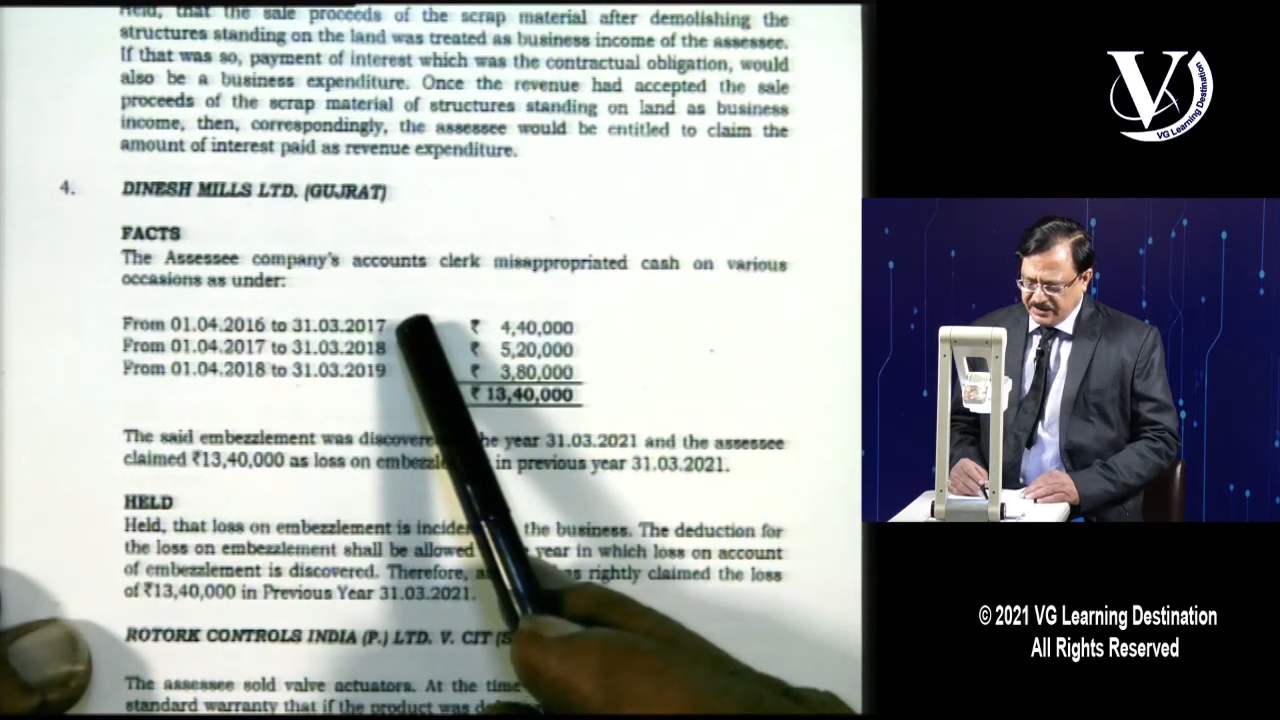 Held, that the sale proceeds of the scrap material after demolishing the
structures standing on the land was treated as business income of the assessee.
If that was so, payment of interest which was the contractual obligation, would
also be a business expenditure. Once the revenue had accepted the sale
proceeds of the scrap material of structures standing on land as business
income, then, correspondingly, the assessee would be entitled to claim the
amount of interest paid as revenue expenditure.
4. DINESH MILLS LTD. (GUJRAT)
FACTS
The Assessee company's accounts clerk misappropriated cash on various
occasions as under:
From 01.04.2016 to 31.03.2017 ₹ 4,40,000
From 01.04.2017 to 31.03.2018 ₹ 5,20,000
From 01.04.2018 to 31.03.2019 ₹ 3,80,000
₹ 13,40,000
The said embezzlement was year 31.03.2021 and the assessee
claimed ₹13,40,000 as loss on in previous year 31.03.2021.
HELD
Held, that loss on embezzlement is the business. The deduction for
the loss on embezzlement shall be allowed year in which loss on account
of embezzlement is discovered. Therefore, rightly claimed the loss
of ₹13,40,000 in Previous Year 31.03.2021.
ROTORK CONTROLS INDIA (P.) LTD. V. CIT
The assessee sold valve actuators. At the time
standard warranty that if the product was
V
VG Learning Destination
© 2021 VG Learning Destination
All Rights Reserved